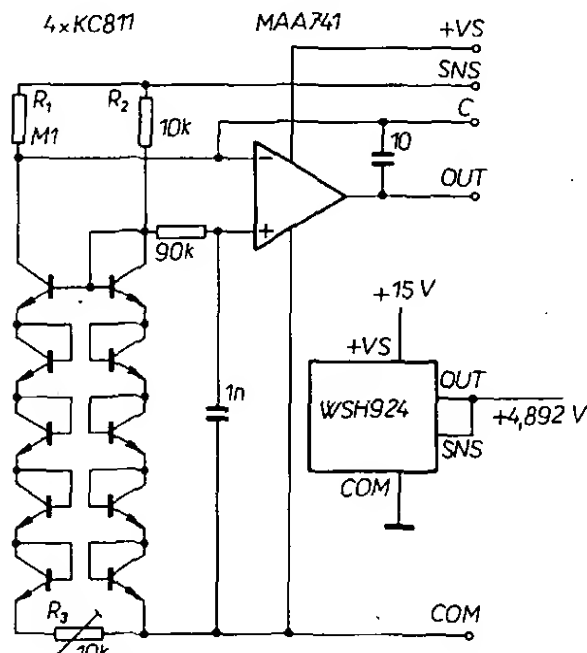 4×KC811
MAA741
+VS
SNS
C
R1
M1
R2
10k
10
OUT
−
+
90k
+15 V
+VS
OUT
WSH924
+4,892 V
SNS
COM
1n
R3
10k
COM